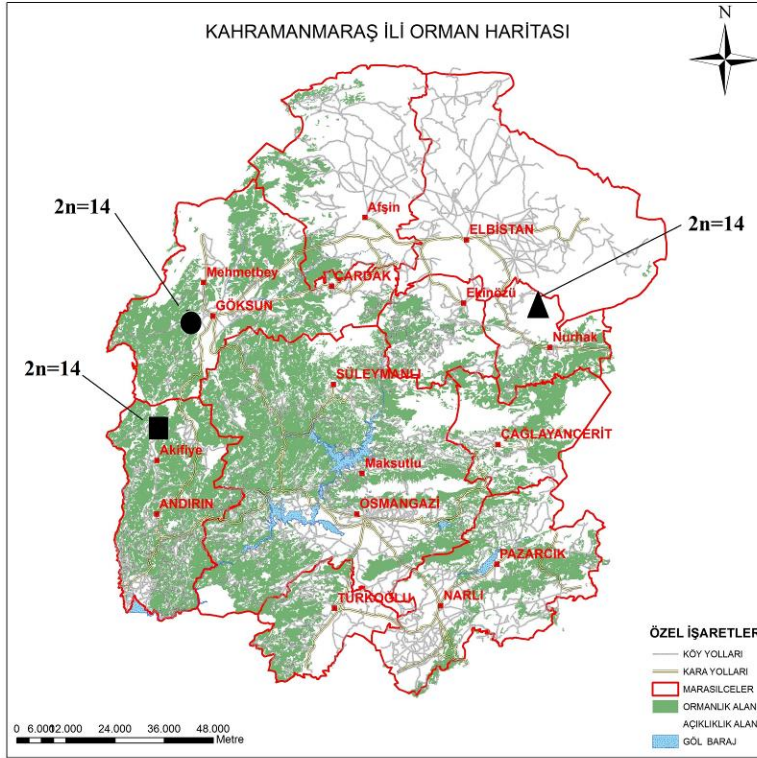 KAHRAMANMARAŞ İLİ ORMAN HARİTASI
N
2n=14
Afşin
2n=14
ELBİSTAN
Mehmetbey
ÇARDAK
Ekinözü
GÖKSUN
Nurhak
2n=14
SÜLEYMANLI
ÇAĞLAYANCERİT
Akifiye
Maksutlu
ANDIRIN
OSMANGAZİ
PAZARCIK
TÜRKOĞLU
NARLI
ÖZEL İŞARETLER
KÖY YOLLARI
KARA YOLLARI
MARASILCELER
ORMANLIK ALAN
AÇIKLIKLIK ALAN
GÖL BARAJ
0 6.000 12.000 24.000 36.000 48.000
Metre